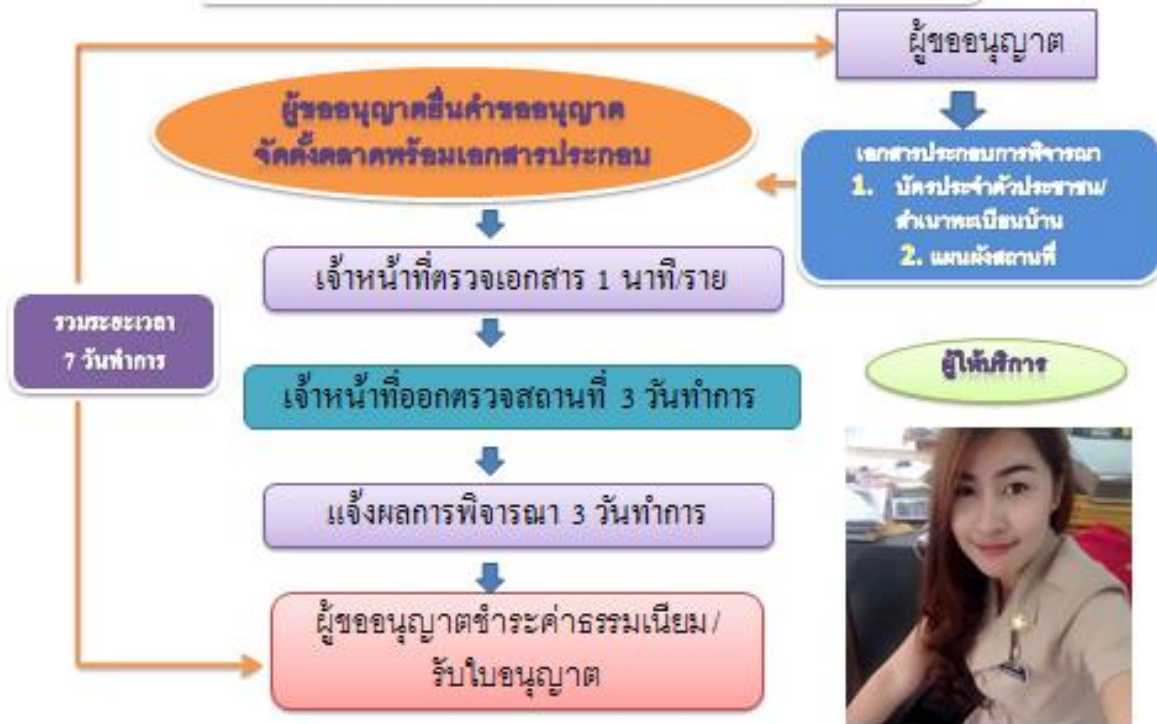 ผู้ขออนุญาต
ผู้ขออนุญาตยื่นคำขออนุญาต
จัดตั้งตลาดพร้อมเอกสารประกอบ
เอกสารประกอบการพิจารณา
1. บัตรประจำตัวประชาชน/
สำเนาทะเบียนบ้าน
2. แผนผังสถานที่
เจ้าหน้าที่ตรวจเอกสาร 1 นาที/ราย
รวมระยะเวลา
7 วันทำการ
ผู้ให้บริการ
เจ้าหน้าที่ออกตรวจสถานที่ 3 วันทำการ
แจ้งผลการพิจารณา 3 วันทำการ
ผู้ขออนุญาตชำระค่าธรรมเนียม/
รับใบอนุญาต